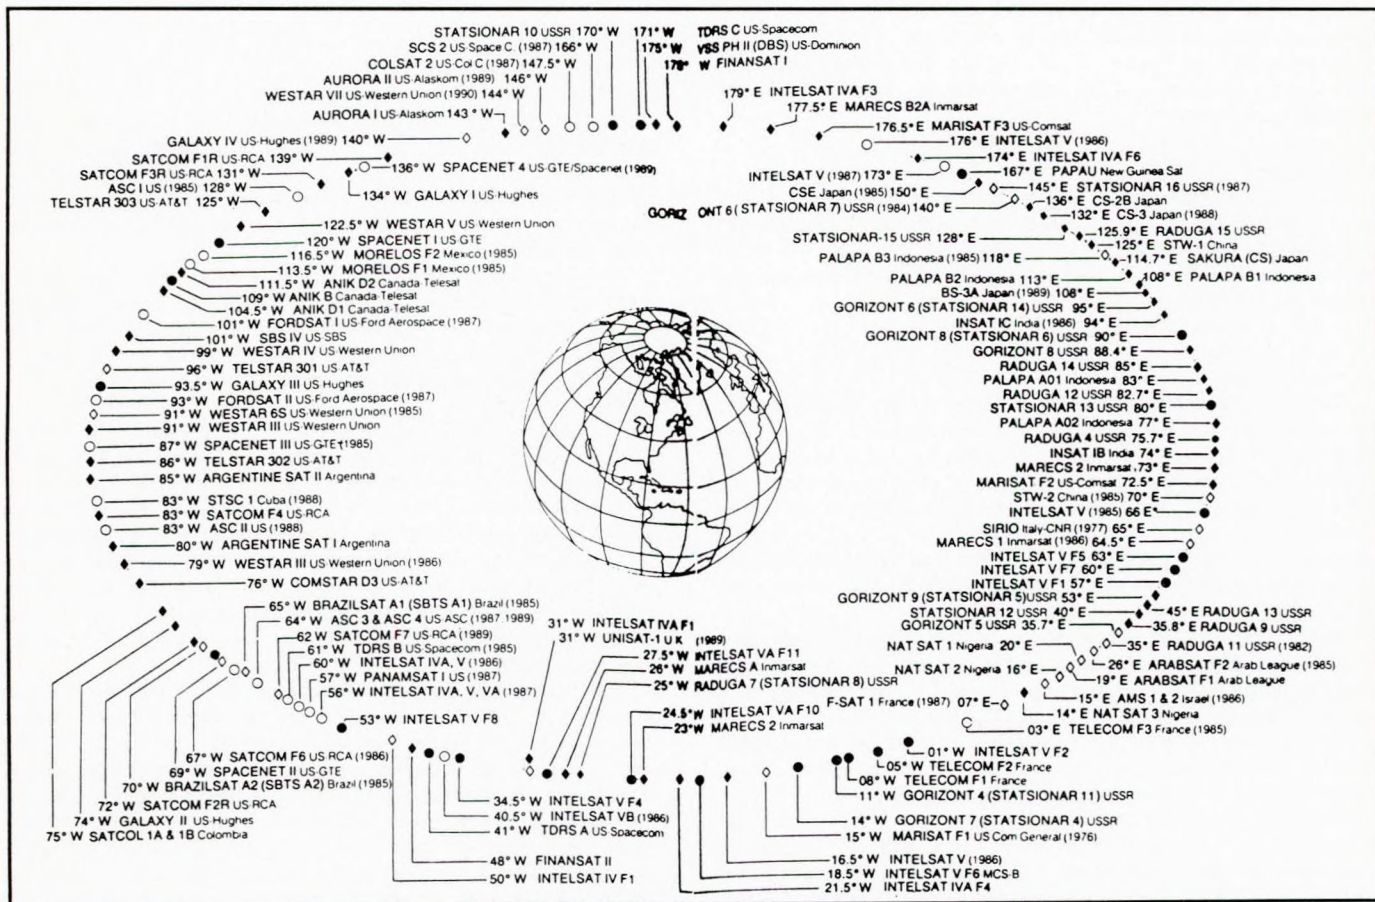 STATSIONAR 10 USSR 170° W
SCS 2 US-Space C. (1987) 166° W
COLSAT 2 US-Col C (1987) 147.5° W
AURORA II US-Alaskom (1989) 146° W
WESTAR VII US-Western Union (1990) 144° W
AURORA I US-Alaskom 143 ° W
GALAXY IV US-Hughes (1989) 140° W
SATCOM F1R US-RCA 139° W
SATCOM F3R US-RCA 131° W
ASC I US (1985) 128° W
TELSTAR 303 US-AT&T 125° W
171° W TDRS C US-Spacecom
175° W VSS PH II (DBS) US-Dominion
178° W FINANSAT I
179° E INTELSAT IVA F3
177.5° E MARECS B2A Inmarsat
176.5° E MARISAT F3 US-Comsat
176° E INTELSAT V (1986)
174° E INTELSAT IVA F6
INTELSAT V (1987) 173° E
167° E PAPAU New Guinea Sat
CSE Japan (1985) 150° E
145° E STATSIONAR 16 USSR (1987)
GORIZ ONT 6 (STATSIONAR 7) USSR (1984) 140° E
136° E CS-2B Japan
132° E CS-3 Japan (1988)
STATSIONAR-15 USSR 128° E
125.9° E RADUGA 15 USSR
125° E STW-1 China
PALAPA B3 Indonesia (1985) 118° E
114.7° E SAKURA (CS) Japan
PALAPA B2 Indonesia 113° E
108° E PALAPA B1 Indonesia
BS-3A Japan (1989) 108° E
GORIZONT 6 (STATSIONAR 14) USSR 95° E
INSAT IC India (1986) 94° E
GORIZONT 8 (STATSIONAR 6) USSR 90° E
GORIZONT 8 USSR 88.4° E
RADUGA 14 USSR 85° E
PALAPA A01 Indonesia 83° E
RADUGA 12 USSR 82.7° E
STATSIONAR 13 USSR 80° E
PALAPA A02 Indonesia 77° E
RADUGA 4 USSR 75.7° E
INSAT IB India 74° E
MARECS 2 Inmarsat 73° E
MARISAT F2 US-Comsat 72.5° E
STW-2 China (1985) 70° E
INTELSAT V (1985) 66 E°
SIRIO Italy-CNR (1977) 65° E
MARECS 1 Inmarsat (1986) 64.5° E
INTELSAT V F5 63° E
INTELSAT V F7 60° E
INTELSAT V F1 57° E
GORIZONT 9 (STATSIONAR 5) USSR 53° E
STATSIONAR 12 USSR 40° E
45° E RADUGA 13 USSR
GORIZONT 5 USSR 35.7° E
35.8° E RADUGA 9 USSR
NAT SAT 1 Nigeria 20° E
35° E RADUGA 11 USSR (1982)
NAT SAT 2 Nigeria 16° E
26° E ARABSAT F2 Arab League (1985)
19° E ARABSAT F1 Arab League
F-SAT 1 France (1987) 07° E
15° E AMS 1 & 2 Israel (1986)
14° E NAT SAT 3 Nigeria
03° E TELECOM F3 France (1985)
136° W SPACENET 4 US-GTE/Spacenet (1989)
134° W GALAXY I US-Hughes
122.5° W WESTAR V US-Western Union
120° W SPACENET I US-GTE
116.5° W MORELOS F2 Mexico (1985)
113.5° W MORELOS F1 Mexico (1985)
111.5° W ANIK D2 Canada-Telesat
109° W ANIK B Canada-Telesat
104.5° W ANIK D1 Canada-Telesat
101° W FORDSAT I US-Ford Aerospace (1987)
101° W SBS IV US-SBS
99° W WESTAR IV US-Western Union
96° W TELSTAR 301 US-AT&T
93.5° W GALAXY III US Hughes
93° W FORDSAT II US-Ford Aerospace (1987)
91° W WESTAR 6S US-Western Union (1985)
91° W WESTAR III US-Western Union
87° W SPACENET III US-GTE (1985)
86° W TELSTAR 302 US-AT&T
85° W ARGENTINE SAT II Argentina
83° W STSC 1 Cuba (1988)
83° W SATCOM F4 US-RCA
83° W ASC II US (1988)
80° W ARGENTINE SAT I Argentina
79° W WESTAR III US-Western Union (1986)
76° W COMSTAR D3 US-AT&T
65° W BRAZILSAT A1 (SBTS A1) Brazil (1985)
64° W ASC 3 & ASC 4 US-ASC (1987 1989)
62 W SATCOM F7 US-RCA (1989)
61° W TDRS B US-Spacecom (1985)
60° W INTELSAT IVA, V (1986)
57° W PANAMSAT I US (1987)
56° W INTELSAT IVA, V, VA (1987)
53° W INTELSAT V F8
67° W SATCOM F6 US RCA (1986)
69° W SPACENET II US-GTE
70° W BRAZILSAT A2 (SBTS A2) Brazil (1985)
72° W SATCOM F2R US-RCA
74° W GALAXY II US-Hughes
75° W SATCOL 1A & 1B Colombia
31° W INTELSAT IVA F1
31° W UNISAT-1 U K (1989)
27.5° W INTELSAT VA F11
26° W MARECS A Inmarsat
25° W RADUGA 7 (STATSIONAR 8) USSR
24.5° W INTELSAT VA F10
23° W MARECS 2 Inmarsat
34.5° W INTELSAT V F4
40.5° W INTELSAT VB (1986)
41° W TDRS A US Spacecom
48° W FINANSAT II
50° W INTELSAT IV F1
01° W INTELSAT V F2
05° W TELECOM F2 France
08° W TELECOM F1 France
11° W GORIZONT 4 (STATSIONAR 11) USSR
14° W GORIZONT 7 (STATSIONAR 4) USSR
15° W MARISAT F1 US Com General (1976)
16.5° W INTELSAT V (1986)
18.5° W INTELSAT V F6 MCS-B
21.5° W INTELSAT IVA F4